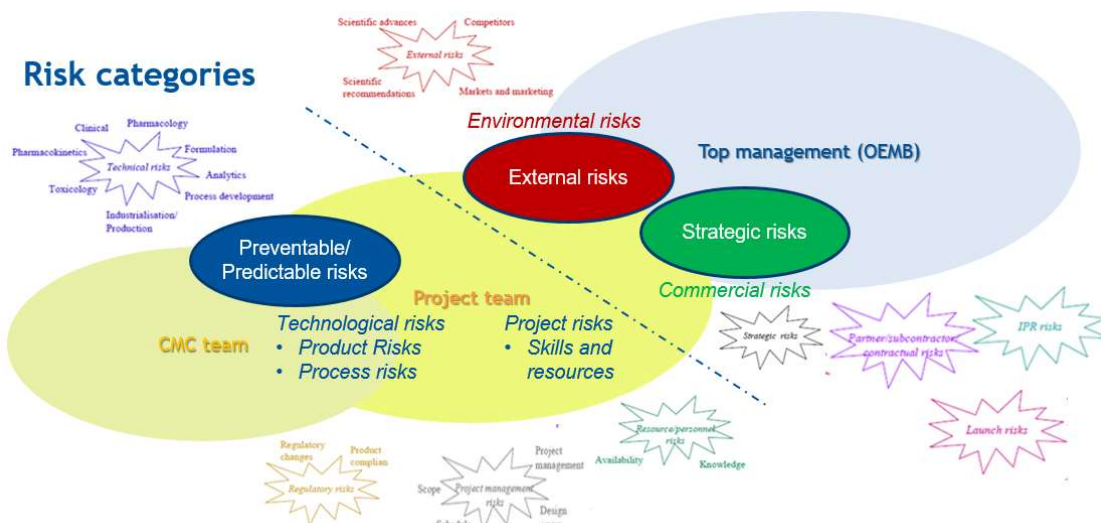 Risk categories
Scientific advances
Competitors
External risks
Scientific
recommendations
Markets and marketing
Environmental risks
External risks
Top management (OEMB)
Strategic risks
Commercial risks
Clinical
Pharmacology
Pharmacokinetics
Formulation
Technical risks
Analytics
Toxicology
Process development
Industrialisation/
Production
Preventable/
Predictable risks
Project team
CMC team
Technological risks
• Product Risks
• Process risks
Project risks
• Skills and
resources
Strategic risks
Partner/subcontractor
contractual risks
IPR risks
Launch risks
Resource/personnel
risks
Availability
Knowledge
Regulatory
changes
Product
complian
Regulatory risks
Project
management
Scope
Project management
risks
Design